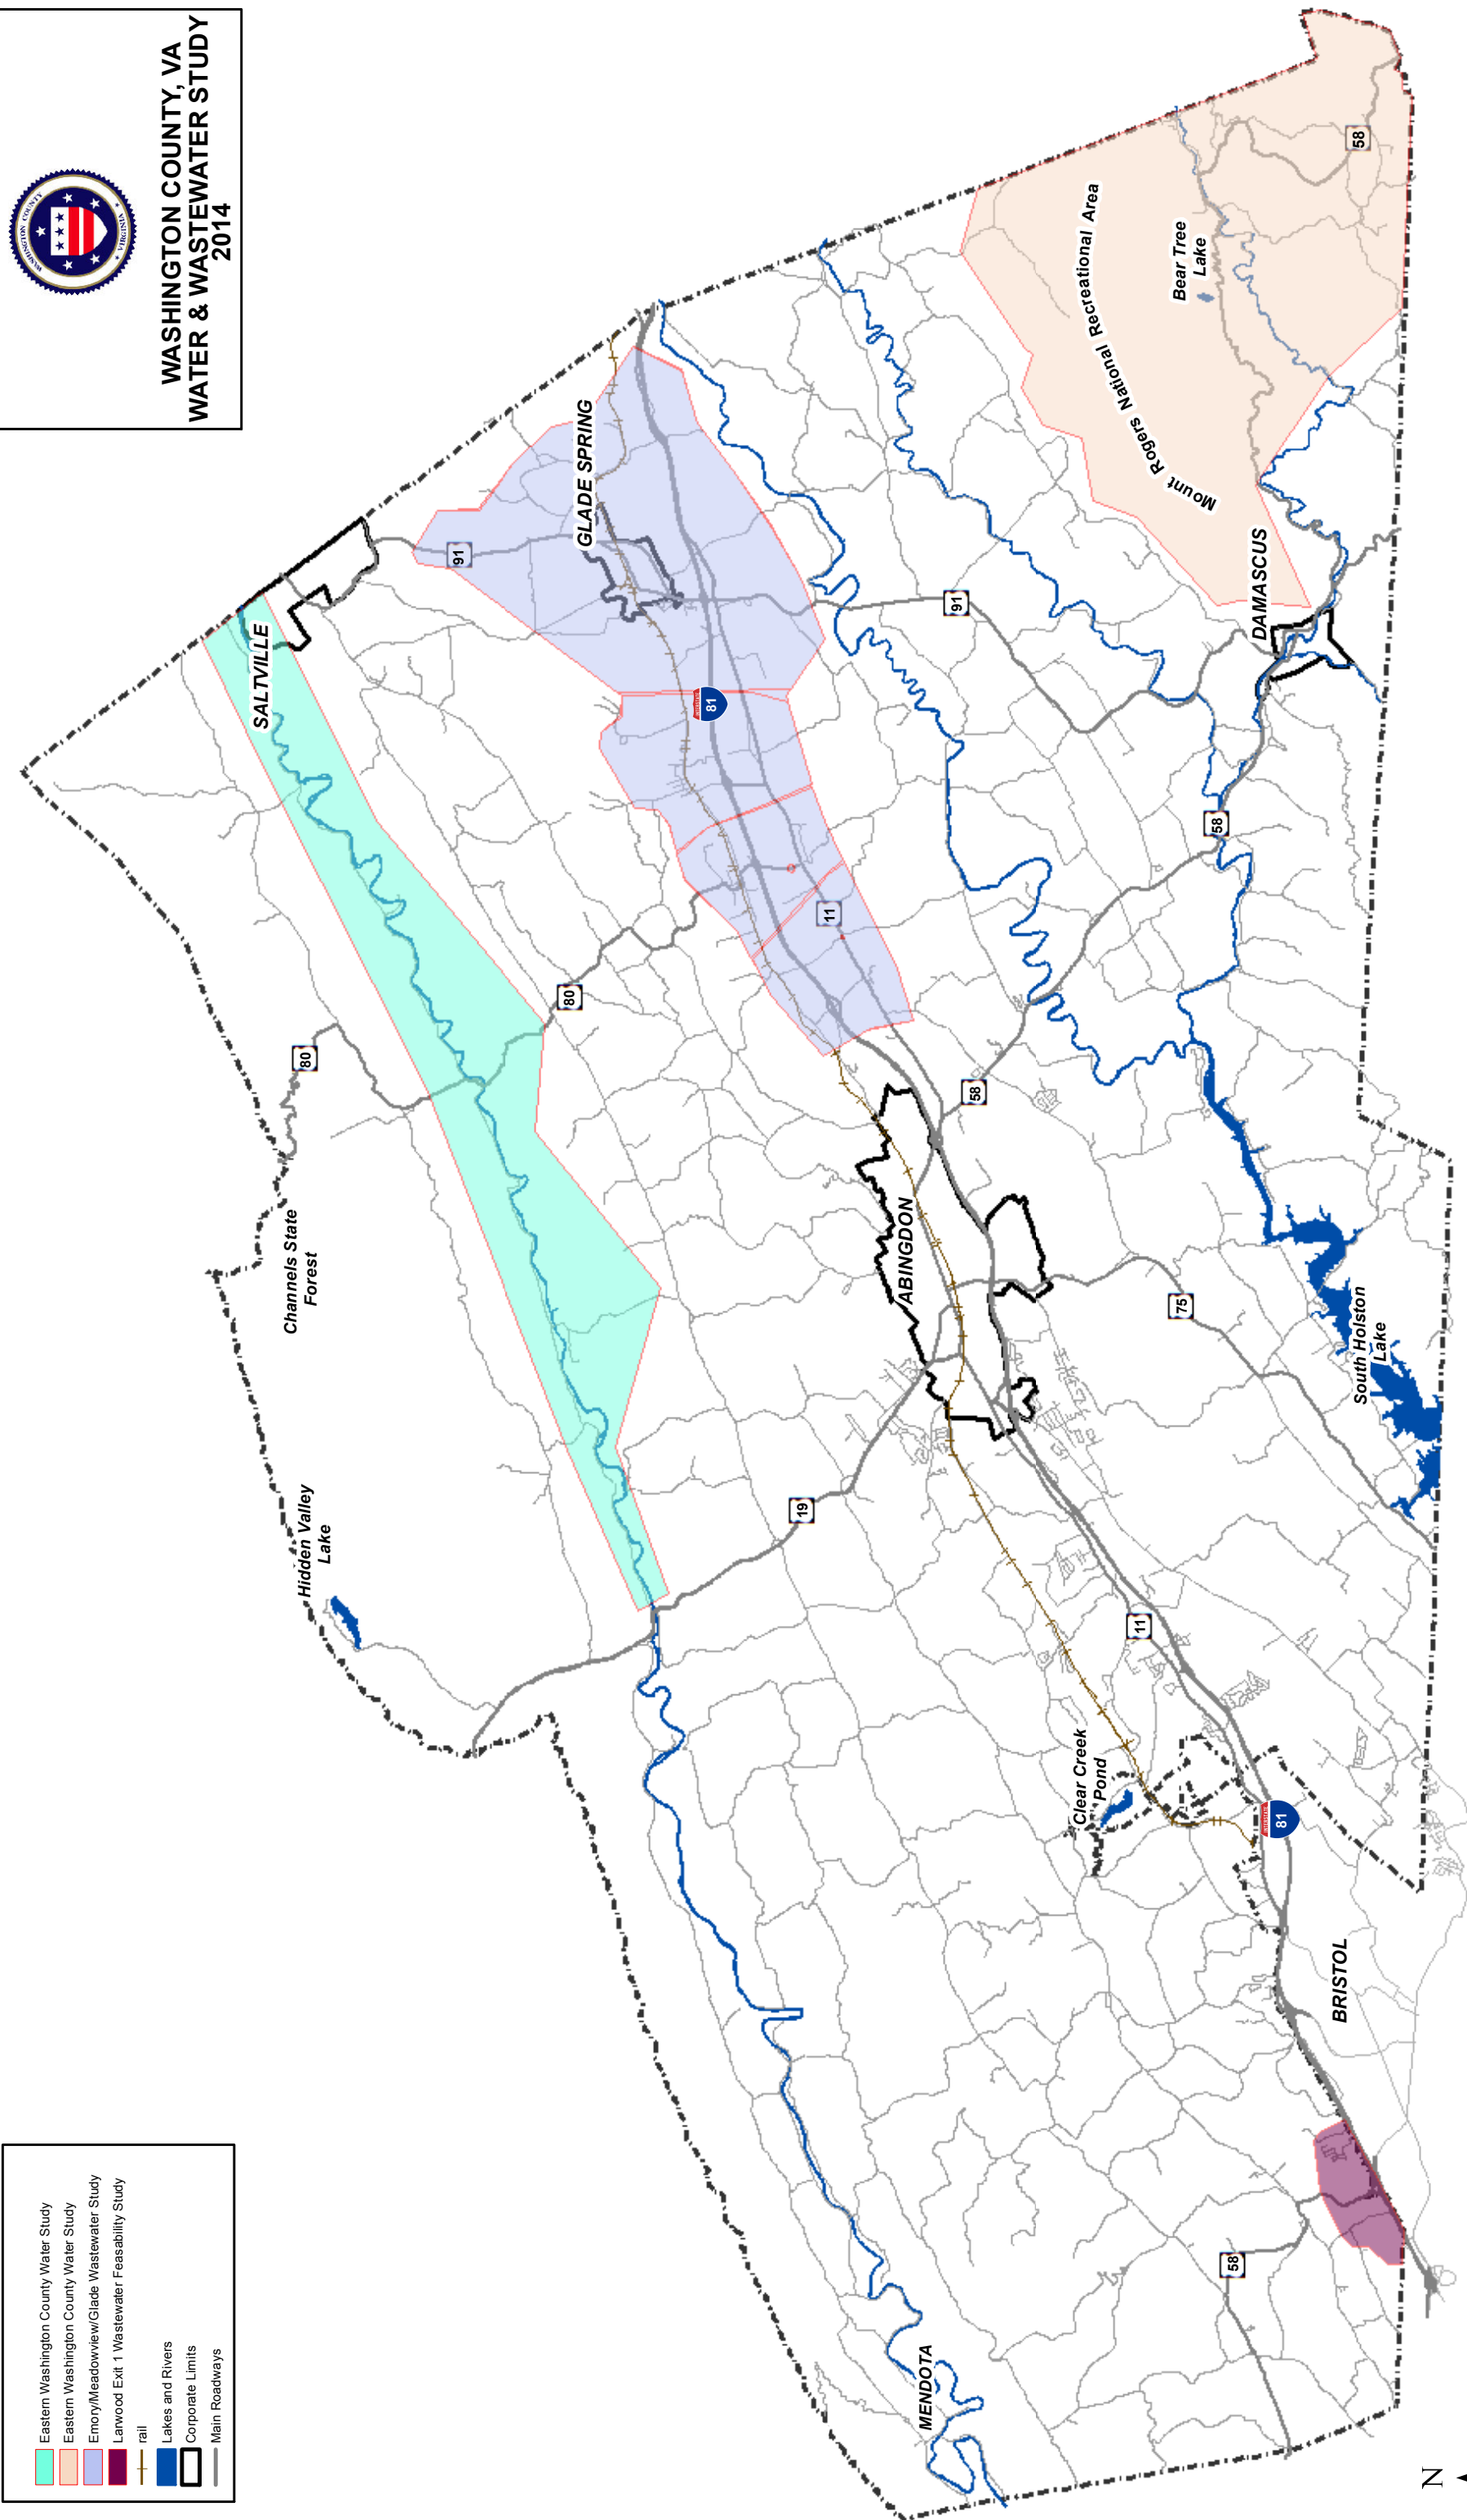 WASHINGTON COUNTY
VIRGINIA
WASHINGTON COUNTY, VA
WATER & WASTEWATER STUDY
2014
Eastern Washington County Water Study
Eastern Washington County Water Study
Emory/Meadowview/Glade Wastewater Study
Larwood Exit 1 Wastewater Feasability Study
rail
Lakes and Rivers
Corporate Limits
Main Roadways
Hidden Valley
Lake
Channels State
Forest
80
80
SALTVILLE
91
GLADE SPRING
81
11
19
ABINGDON
58
91
Mount Rogers National Recreational Area
Bear Tree
Lake
58
DAMASCUS
58
75
South Holston
Lake
11
Clear Creek
Pond
81
BRISTOL
MENDOTA
58
N